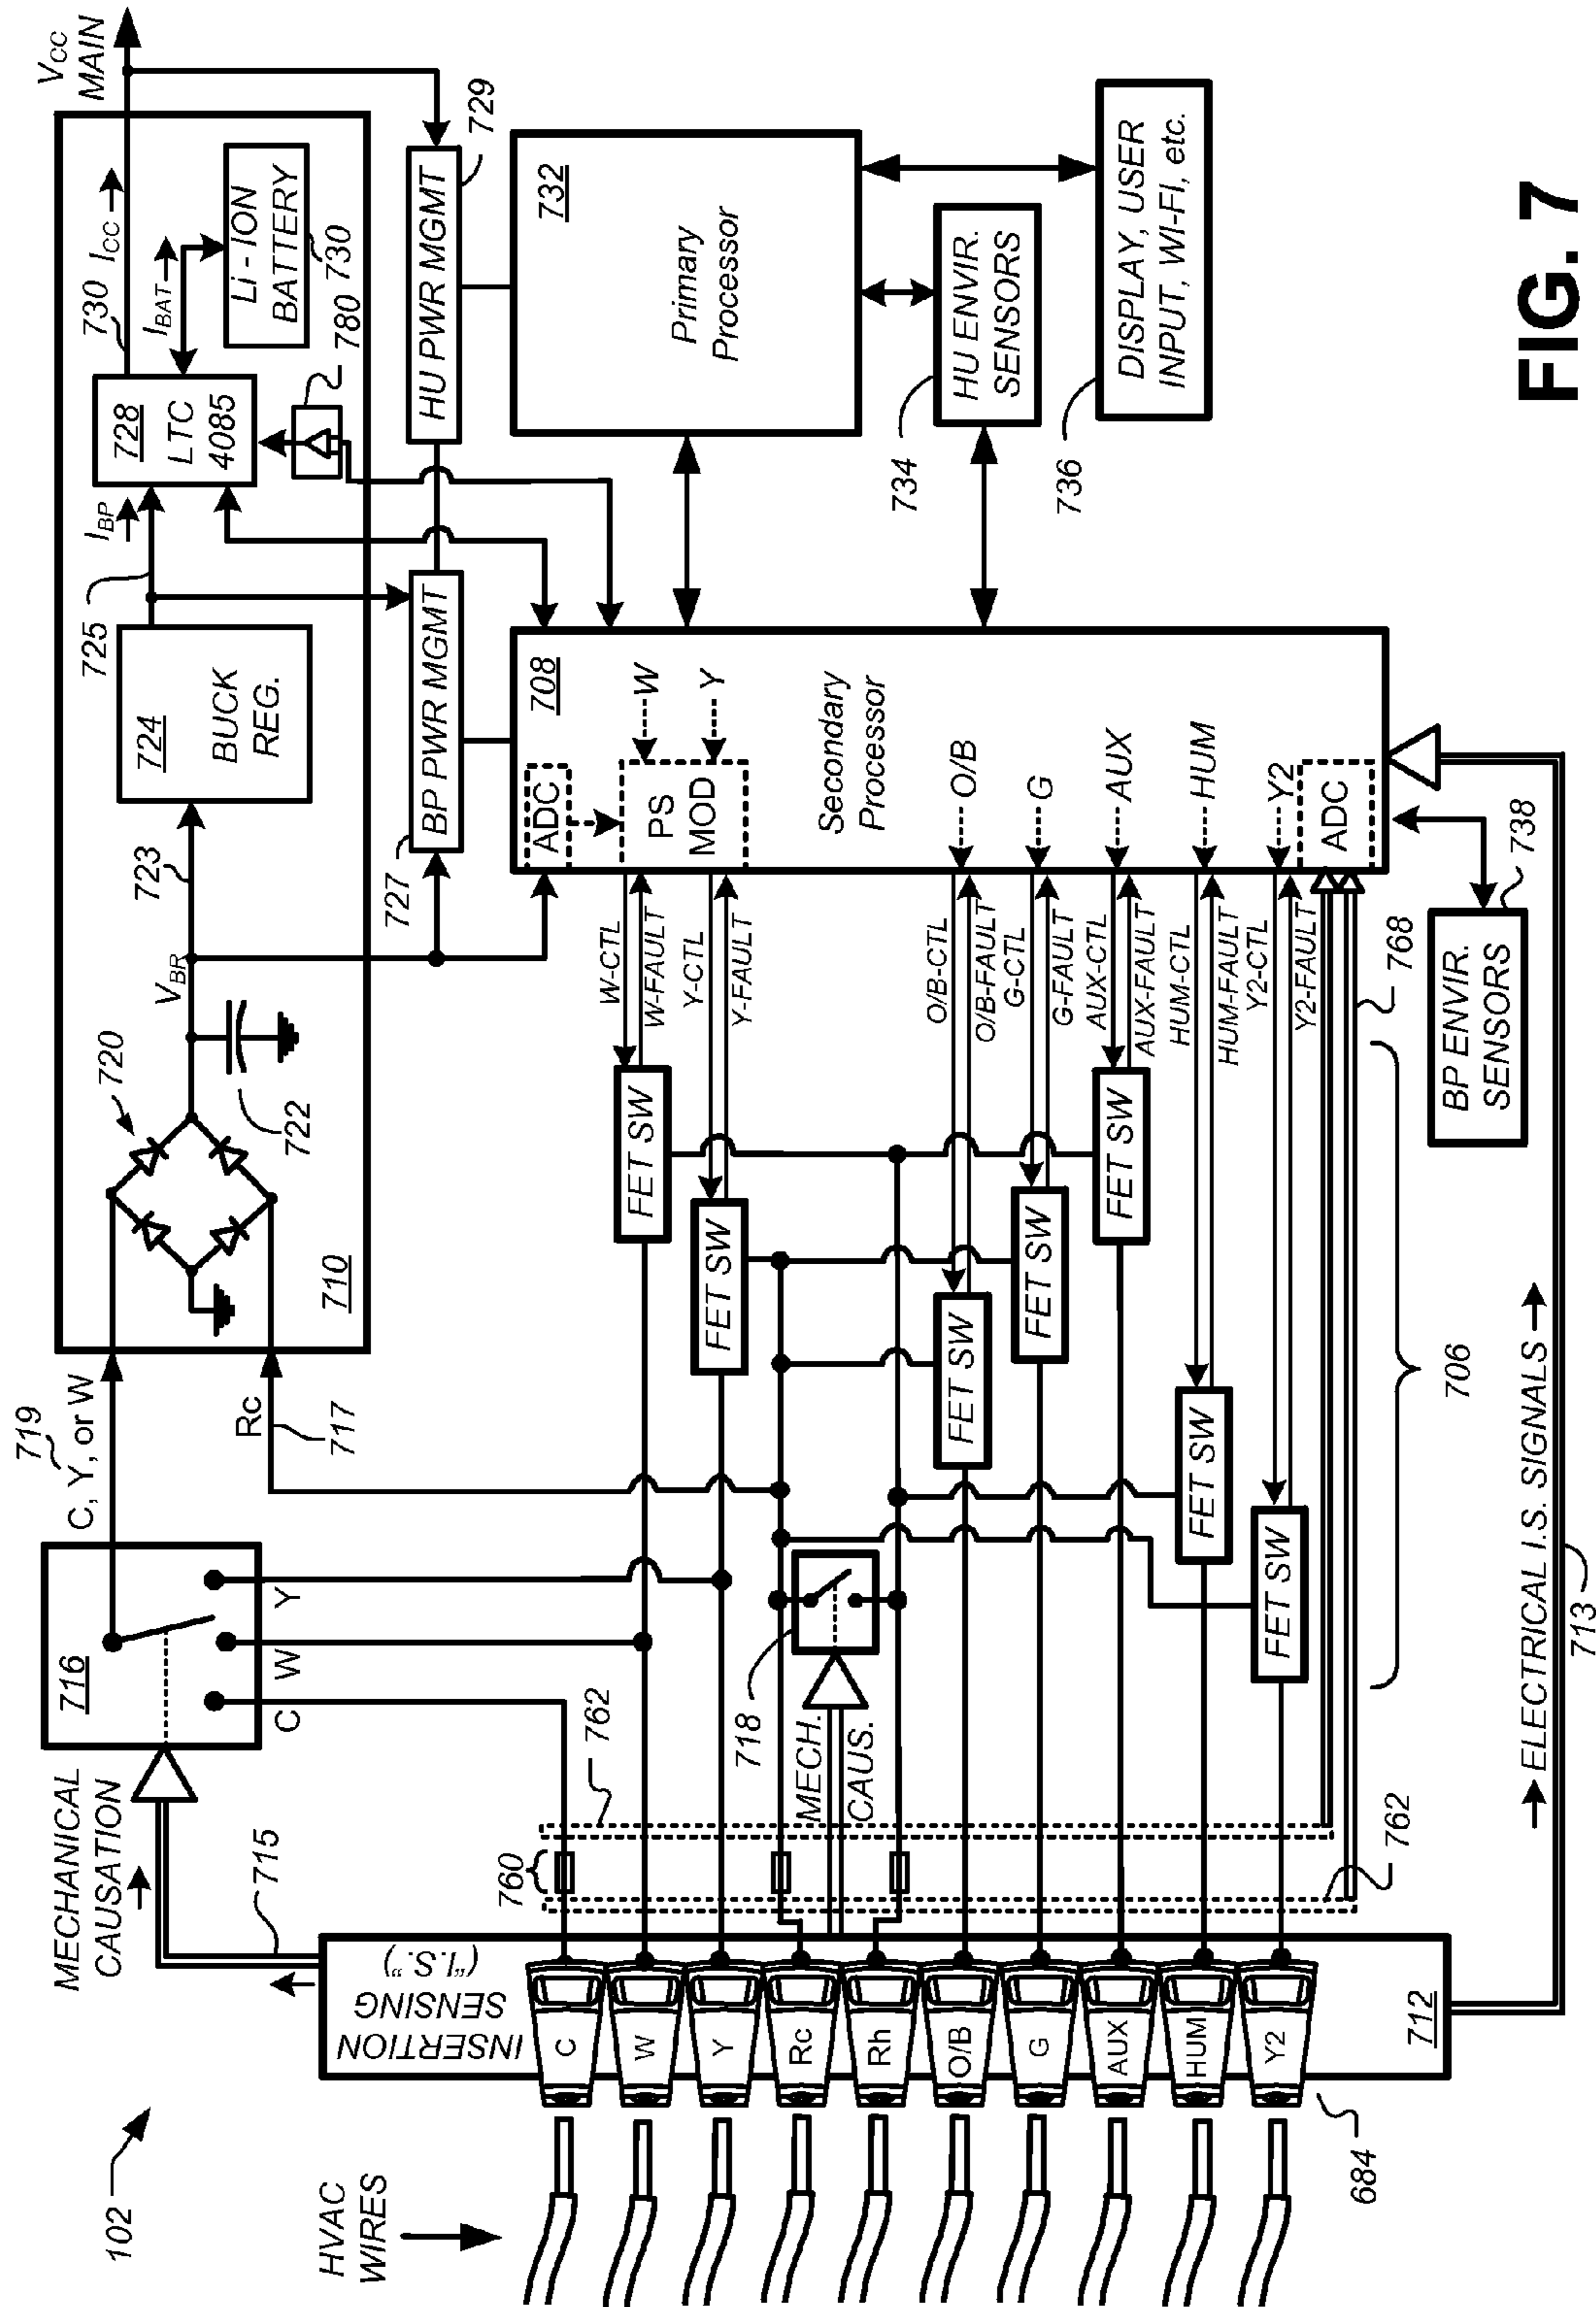 102
HVAC
WIRES
684
712
INSERTION
SENSING
("I.S.")
C
W
Y
Rc
Rh
O/B
G
AUX
HUM
Y2
MECHANICAL
CAUSATION
715
716
C
W
Y
719
C, Y, or W
Rc
717
760
762
762
718
MECH.
CAUS.
710
720
722
VBR
723
724
BUCK
REG.
725
IBP
728
LTC
4085
730
ICC
IBAT
Li - ION
BATTERY
730
780
VCC
MAIN
727
BP PWR MGMT
HU PWR MGMT
729
FET SW
FET SW
FET SW
FET SW
FET SW
FET SW
FET SW
W-CTL
W-FAULT
Y-CTL
Y-FAULT
O/B-CTL
O/B-FAULT
G-CTL
G-FAULT
AUX-CTL
AUX-FAULT
HUM-CTL
HUM-FAULT
Y2-CTL
Y2-FAULT
706
768
708
ADC
PS
MOD
W
Y
Secondary
Processor
O/B
G
AUX
HUM
Y2
ADC
732
Primary
Processor
734
HU ENVIR.
SENSORS
736
DISPLAY, USER
INPUT, WI-FI, etc.
BP ENVIR.
SENSORS
738
ELECTRICAL I.S. SIGNALS
713
FIG. 7